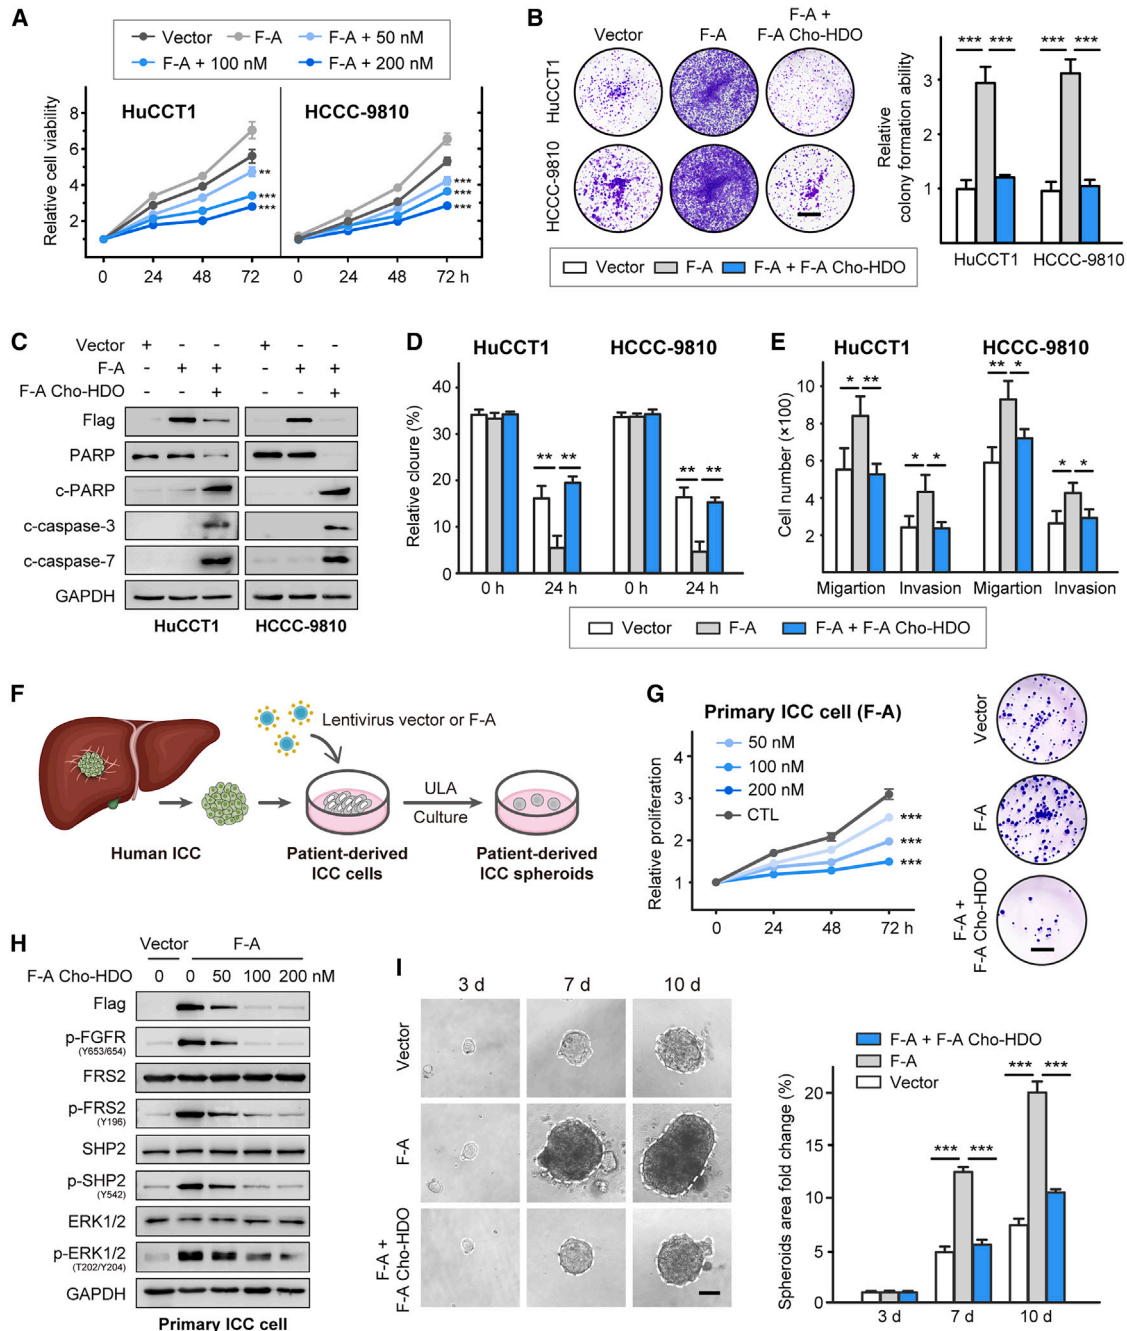 A
Vector F-A F-A + 50 nM
F-A + 100 nM F-A + 200 nM
Relative cell viability
HuCCT1 HCCC-9810
8
6
4
2
0
**
***
***
***
***
***
0 24 48 72 0 24 48 72 h
B
Vector F-A F-A +
F-A Cho-HDO
HuCCT1
HCCC-9810
Vector F-A F-A + F-A Cho-HDO
Relative
colony formation ability
*** *** *** ***
3
2
1
HuCCT1 HCCC-9810
C
Vector + - - + - -
F-A - + + - + +
F-A Cho-HDO - - + - - +
Flag
PARP
c-PARP
c-caspase-3
c-caspase-7
GAPDH
HuCCT1 HCCC-9810
D
HuCCT1 HCCC-9810
Relative cloure (%)
40
30
20
10
0
** ** ** **
0 h 24 h 0 h 24 h
E
HuCCT1 HCCC-9810
Cell number (×100)
10
8
6
4
2
* ** * * ** * * *
Migartion Invasion Migartion Invasion
Vector F-A F-A + F-A Cho-HDO
F
Lentivirus vector or F-A
ULA
Culture
Human ICC
Patient-derived
ICC cells
Patient-derived
ICC spheroids
G
Primary ICC cell (F-A)
Relative proliferation
4
3
2
1
50 nM
100 nM
200 nM
CTL
***
***
***
0 24 48 72 h
Vector
F-A
F-A +
F-A Cho-HDO
H
Vector F-A
F-A Cho-HDO 0 0 50 100 200 nM
Flag
p-FGFR
(Y653/654)
FRS2
p-FRS2
(Y196)
SHP2
p-SHP2
(Y542)
ERK1/2
p-ERK1/2
(T202/Y204)
GAPDH
Primary ICC cell
I
3 d 7 d 10 d
Vector
F-A
F-A +
F-A Cho-HDO
F-A + F-A Cho-HDO
F-A
Vector
Spheroids area fold change (%)
20
15
10
5
0
*** *** *** ***
3 d 7 d 10 d